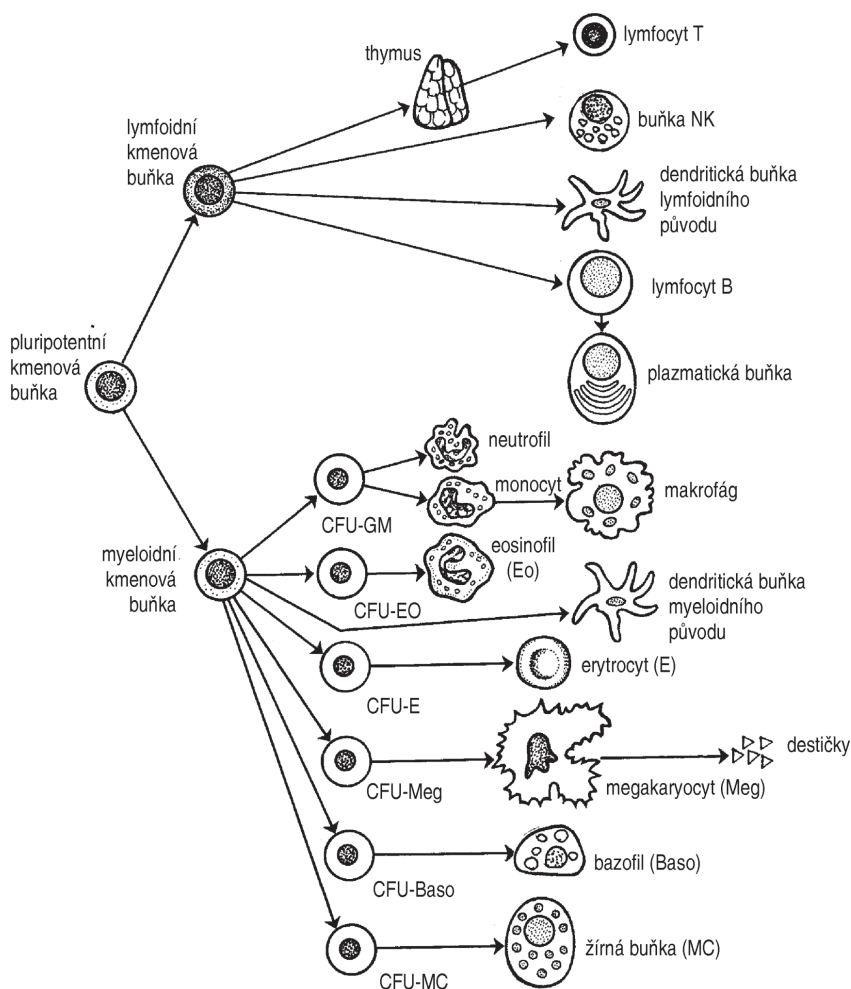 thymus
lymfocyt T
lymfoidní
kmenová
buňka
buňka NK
dendritická buňka
lymfoidního
původu
lymfocyt B
pluripotentní
kmenová
buňka
plazmatická buňka
neutrofil
monocyt
makrofág
CFU-GM
eosinofil
(Eo)
myeloidní
kmenová
buňka
CFU-EO
dendritická buňka
myeloidního
původu
erytrocyt (E)
CFU-E
destičky
CFU-Meg
megakaryocyt (Meg)
bazofil (Baso)
CFU-Baso
žírná buňka (MC)
CFU-MC